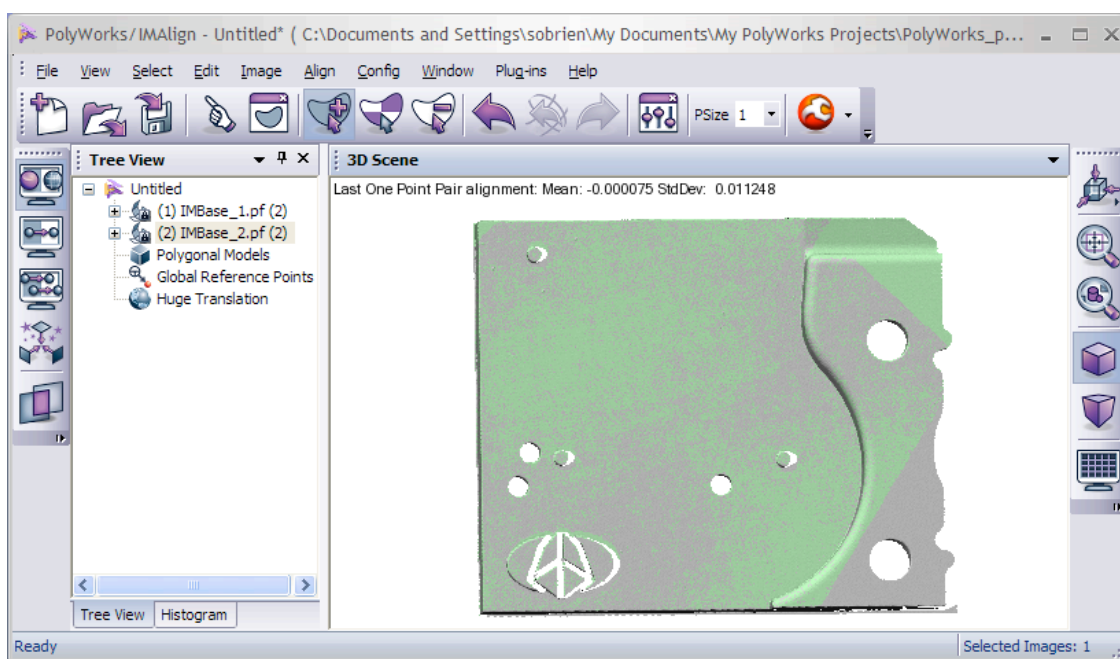 PolyWorks/IMAlign - Untitled* ( C:\Documents and Settings\sobrien\My Documents\My PolyWorks Projects\PolyWorks_p...
File View Select Edit Image Align Config Window Plug-ins Help
PSize 1
Tree View
3D Scene
Untitled
(1) IMBase_1.pf (2)
(2) IMBase_2.pf (2)
Polygonal Models
Global Reference Points
Huge Translation
Last One Point Pair alignment: Mean: -0.000075 StdDev: 0.011248
Tree View Histogram
Ready
Selected Images: 1